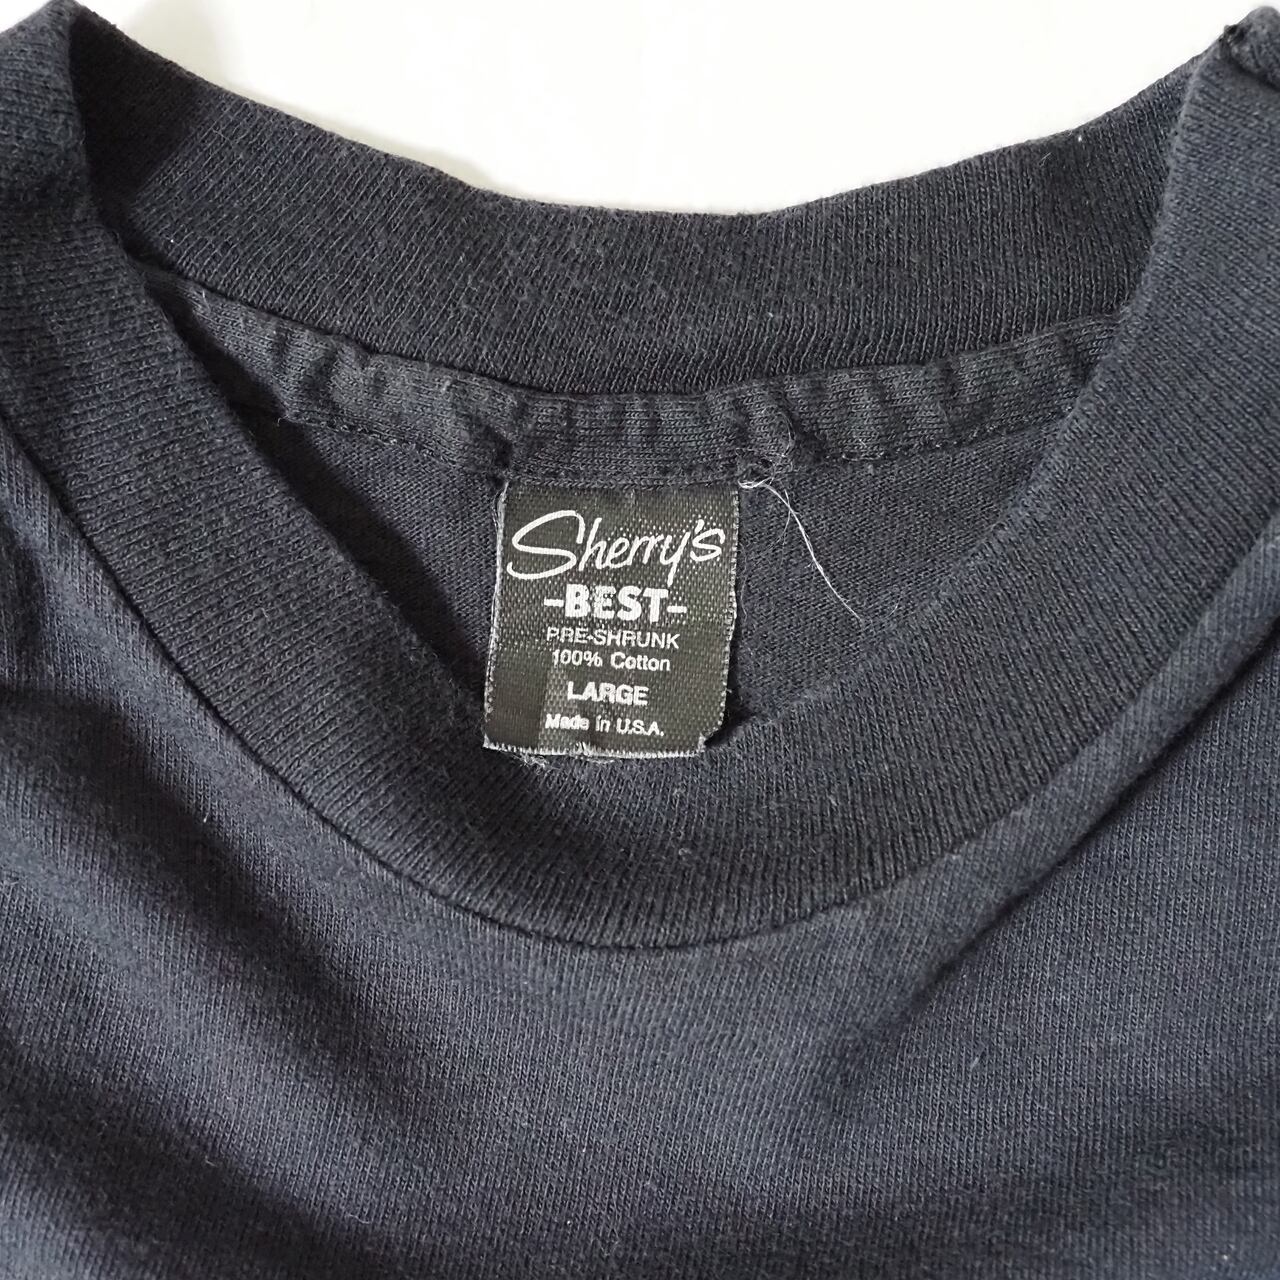 Sherry's
-BEST-
PRE-SHRUNK
100% Cotton
LARGE
Made in U.S.A.